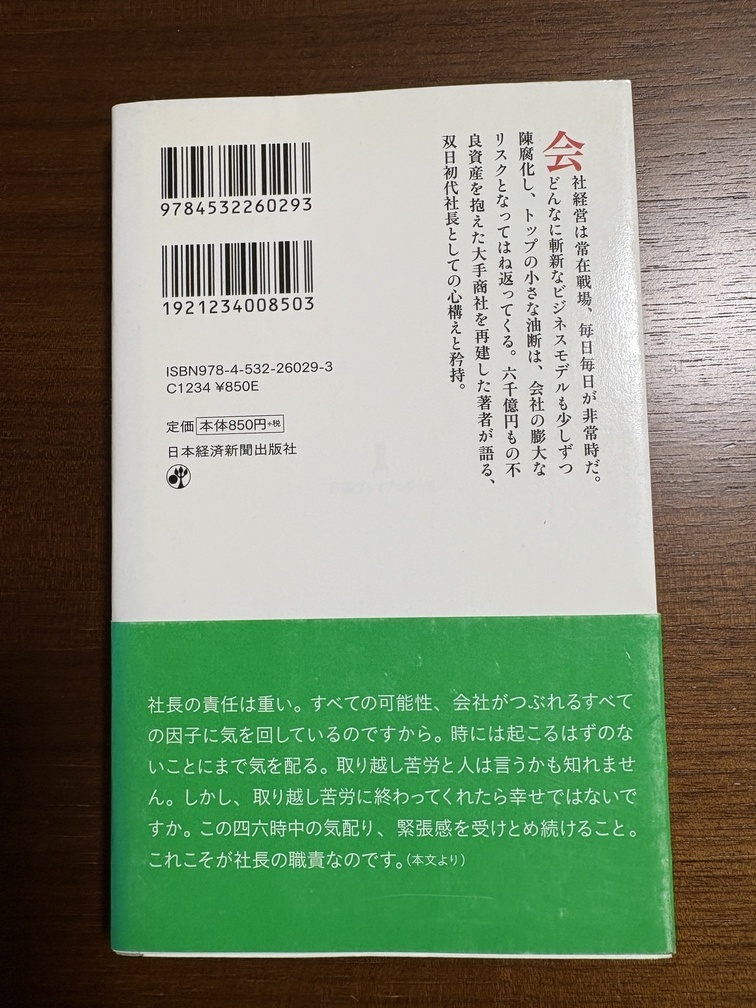 会社経営は常在戦場、毎日毎日が非常時だ。
どんなに斬新なビジネスモデルも少しずつ
陳腐化し、トップの小さな油断は、会社の膨大な
リスクとなってはね返ってくる。六千億円もの不
良資産を抱えた大手商社を再建した著者が語る、
双日初代社長としての心構えと矜持。
9784532260293
1921234008503
ISBN978-4-532-26029-3
C1234 ¥850E
定価 本体850円+税
日本経済新聞出版社
社長の責任は重い。すべての可能性、会社がつぶれるすべて
の因子に気を回しているのですから。時には起こるはずのな
いことにまで気を配る。取り越し苦労と人は言うかも知れませ
ん。しかし、取り越し苦労に終わってくれたら幸せではないで
すか。この四六時中の気配り、緊張感を受けとめ続けること。
これこそが社長の職責なのです。(本文より)